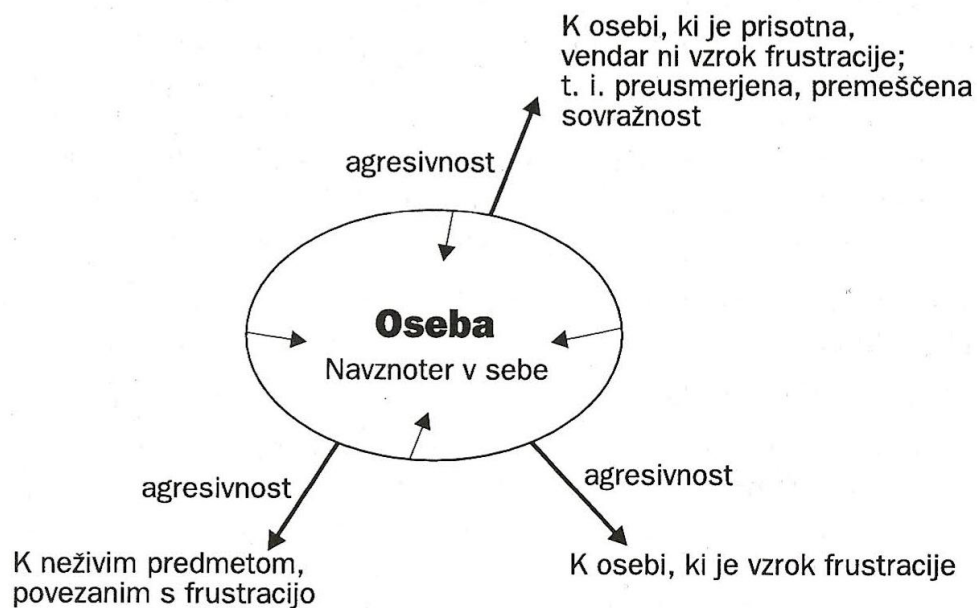 K osebi, ki je prisotna,
vendar ni vzrok frustracije;
t. i. preusmerjena, premeščena
sovražnost
agresivnost
Oseba
Navznoter v sebe
agresivnost
agresivnost
K neživim predmetom,
povezanim s frustracijo
K osebi, ki je vzrok frustracije